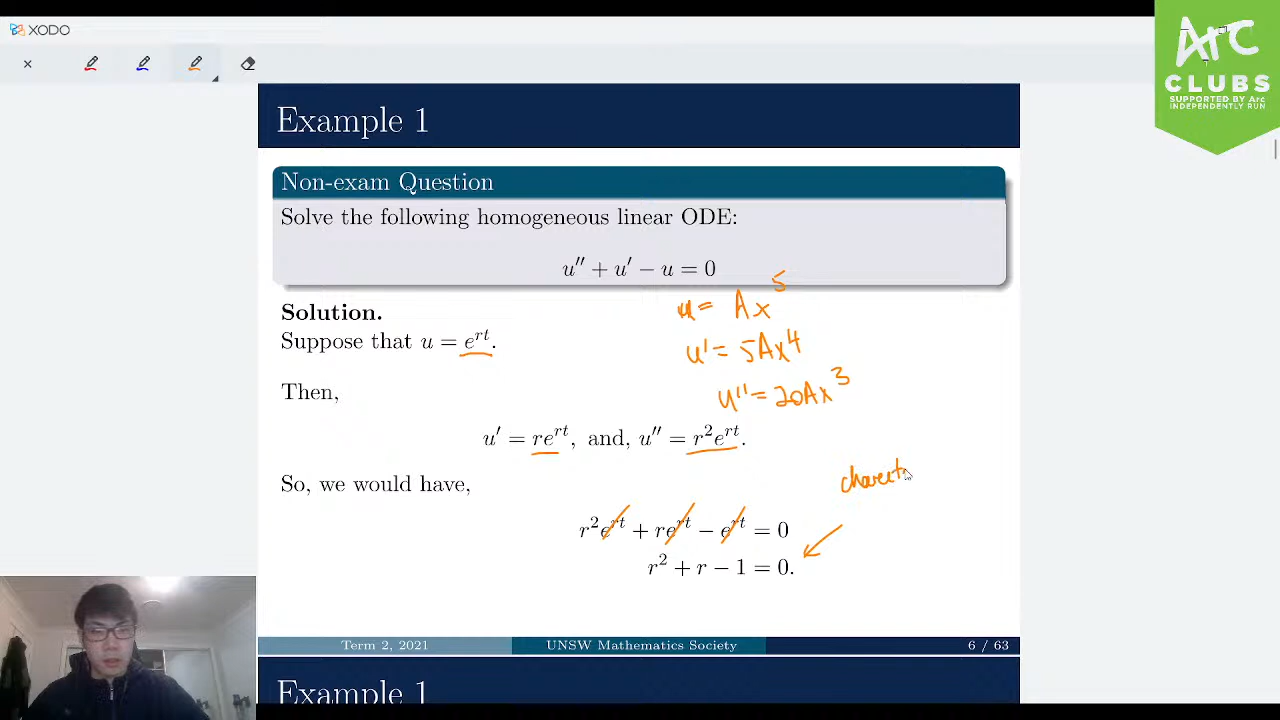 XODO
Arc
CLUBS
SUPPORTED BY Arc
INDEPENDENTLY RUN
Example 1
Non-exam Question
Solve the following homogeneous linear ODE:
u'' + u' − u = 0
Solution.
Suppose that u = e^{rt}.
u = Ax^5
u' = 5Ax^4
Then,
u'' = 20Ax^3
u' = re^{rt}, and, u'' = r^2e^{rt}.
So, we would have,
r^2e^{rt} + re^{rt} − e^{rt} = 0
r^2 + r − 1 = 0.
Term 2, 2021
UNSW Mathematics Society
6 / 63
Example 1